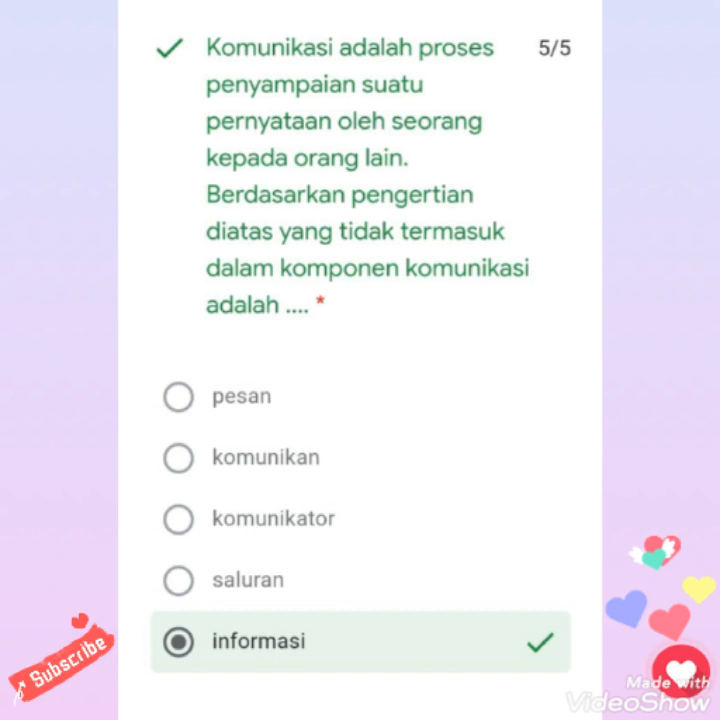 Komunikasi adalah proses 5/5
penyampaian suatu
pernyataan oleh seorang
kepada orang lain.
Berdasarkan pengertian
diatas yang tidak termasuk
dalam komponen komunikasi
adalah .... *
pesan
komunikan
komunikator
saluran
informasi
Subscribe
Made with
VideoShow